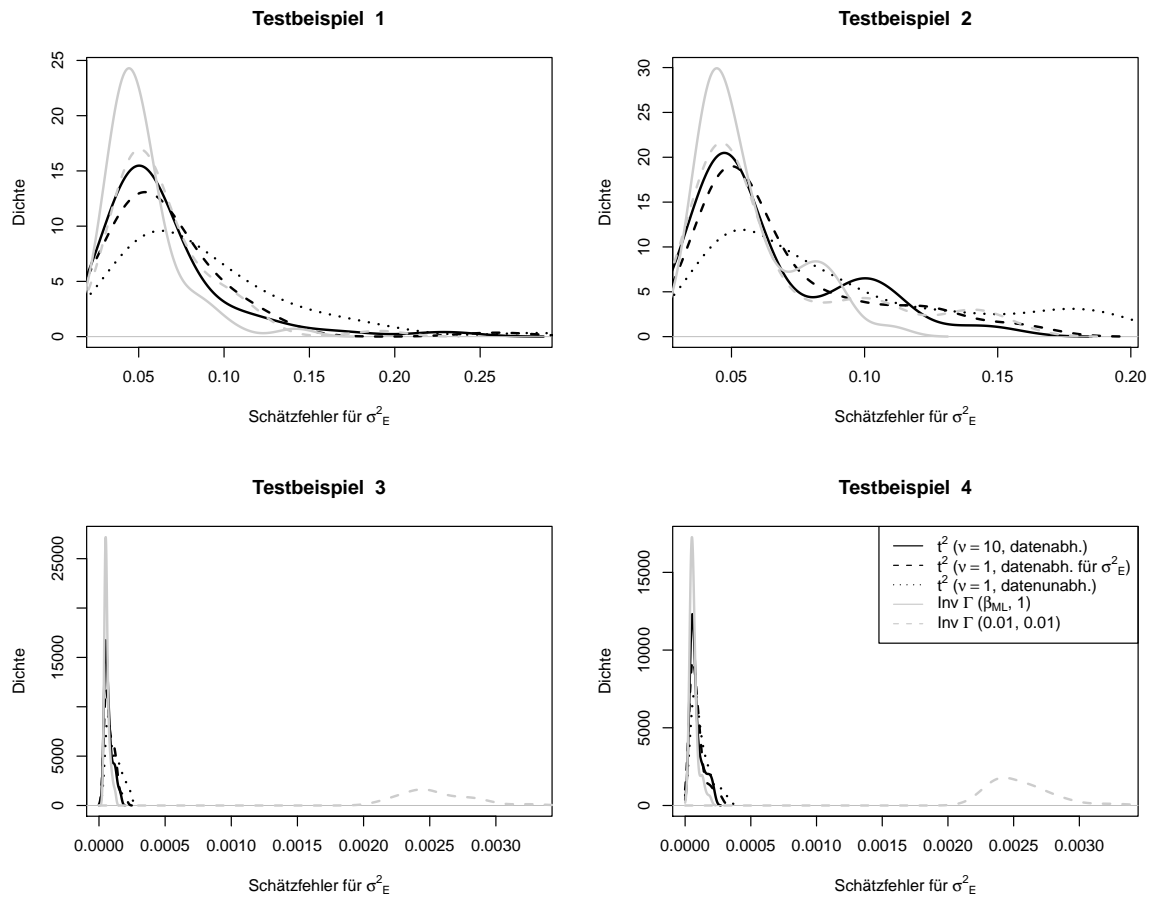 Testbeispiel 1
Dichte
0
5
10
15
20
25
0.05
0.10
0.15
0.20
0.25
Schätzfehler für σ²E
Testbeispiel 2
Dichte
0
5
10
15
20
25
30
0.05
0.10
0.15
0.20
Schätzfehler für σ²E
Testbeispiel 3
Dichte
0
5000
15000
25000
0.0000
0.0005
0.0010
0.0015
0.0020
0.0025
0.0030
Schätzfehler für σ²E
Testbeispiel 4
Dichte
0
5000
10000
15000
0.0000
0.0005
0.0010
0.0015
0.0020
0.0025
0.0030
Schätzfehler für σ²E
t² (ν = 10, datenabh.)
t² (ν = 1, datenabh. für σ²E)
t² (ν = 1, datenunabh.)
Inv Γ (βML, 1)
Inv Γ (0.01, 0.01)